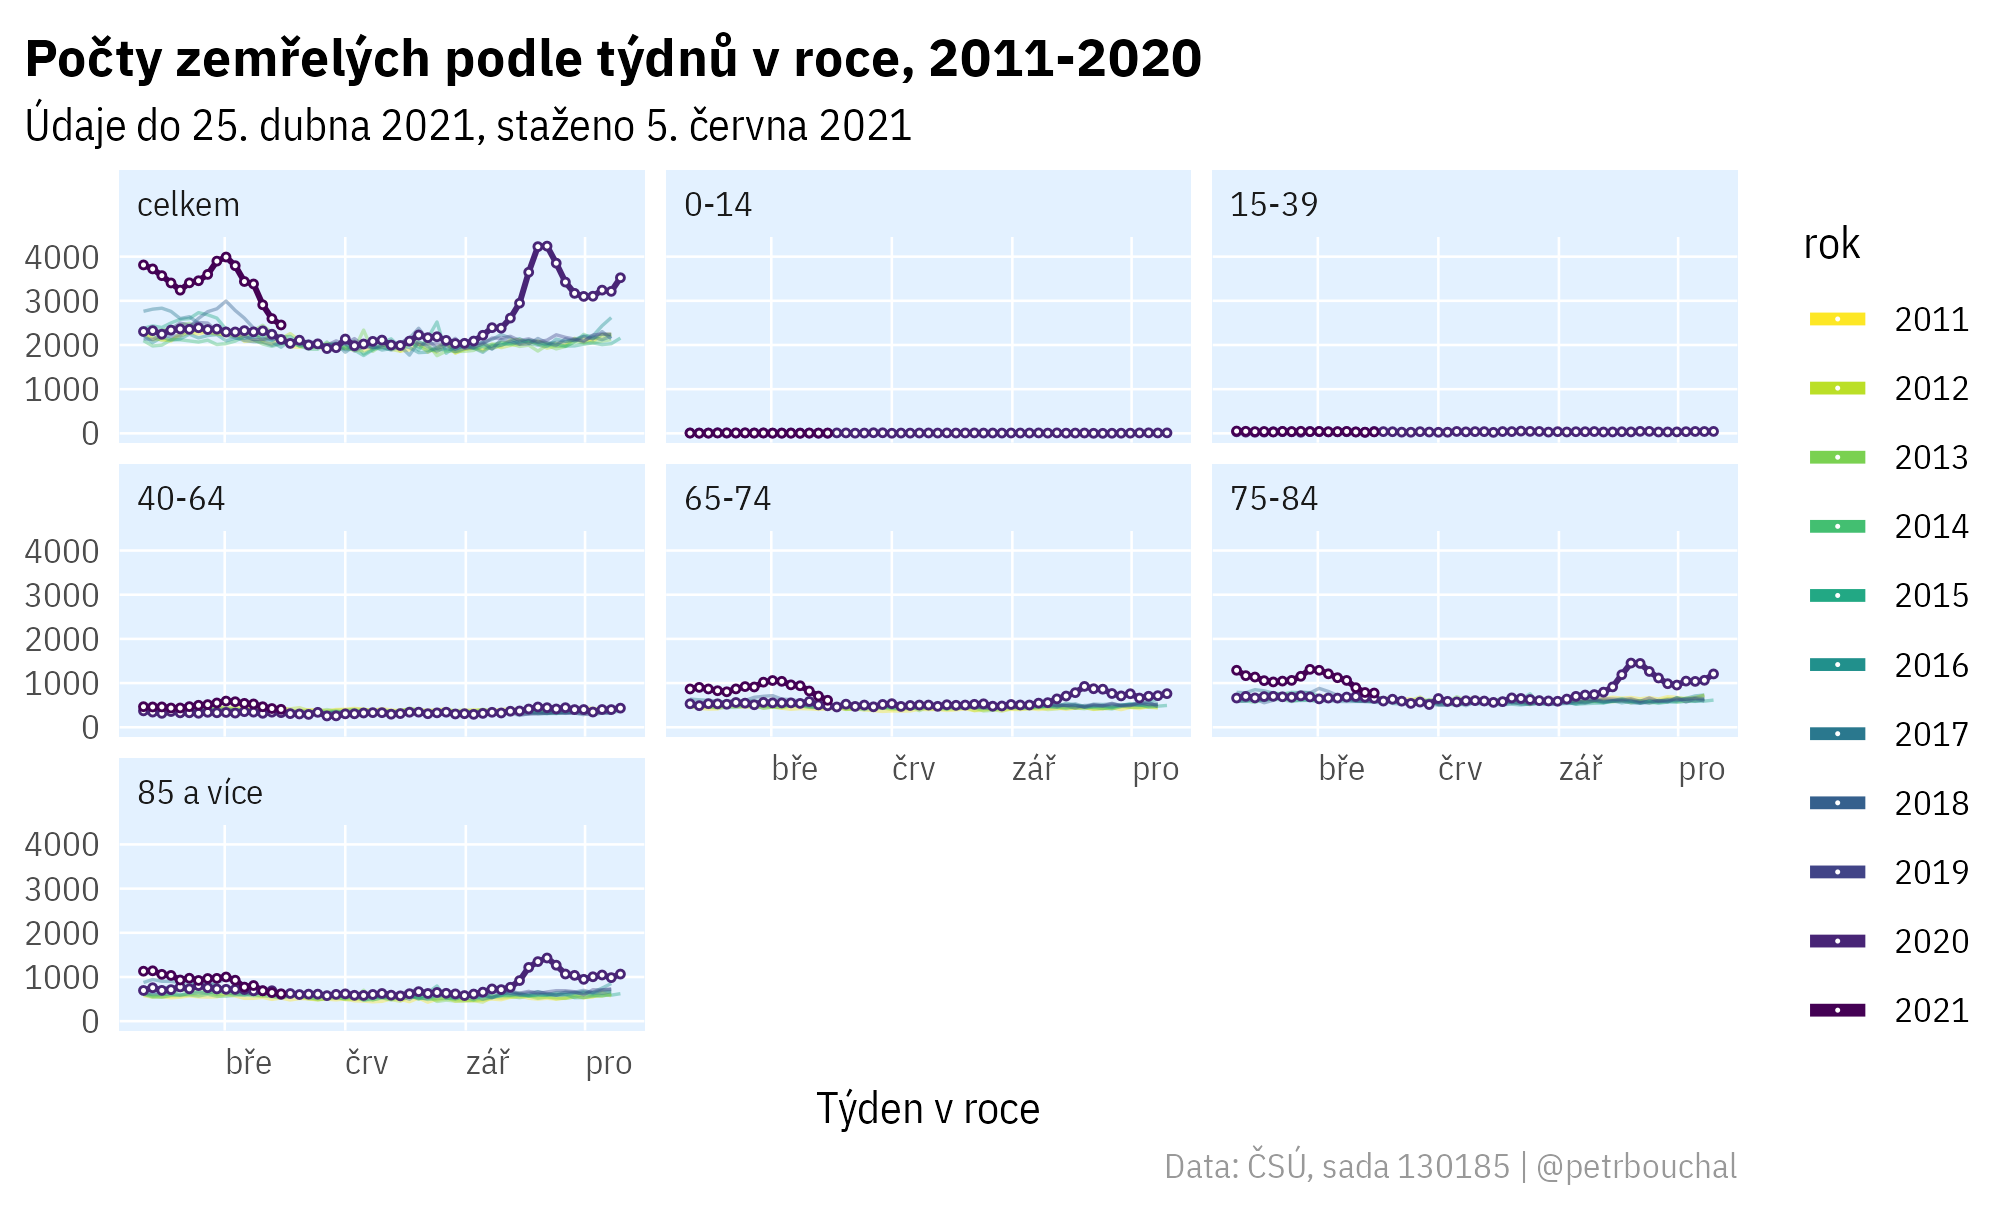 Počty zemřelých podle týdnů v roce, 2011-2020
Údaje do 25. dubna 2021, staženo 5. června 2021
celkem
0-14
15-39
4000
3000
2000
1000
0
40-64
65-74
75-84
4000
3000
2000
1000
0
bře
črv
zář
pro
bře
črv
zář
pro
85 a více
4000
3000
2000
1000
0
bře
črv
zář
pro
Týden v roce
rok
2011
2012
2013
2014
2015
2016
2017
2018
2019
2020
2021
Data: ČSÚ, sada 130185 | @petrbouchal